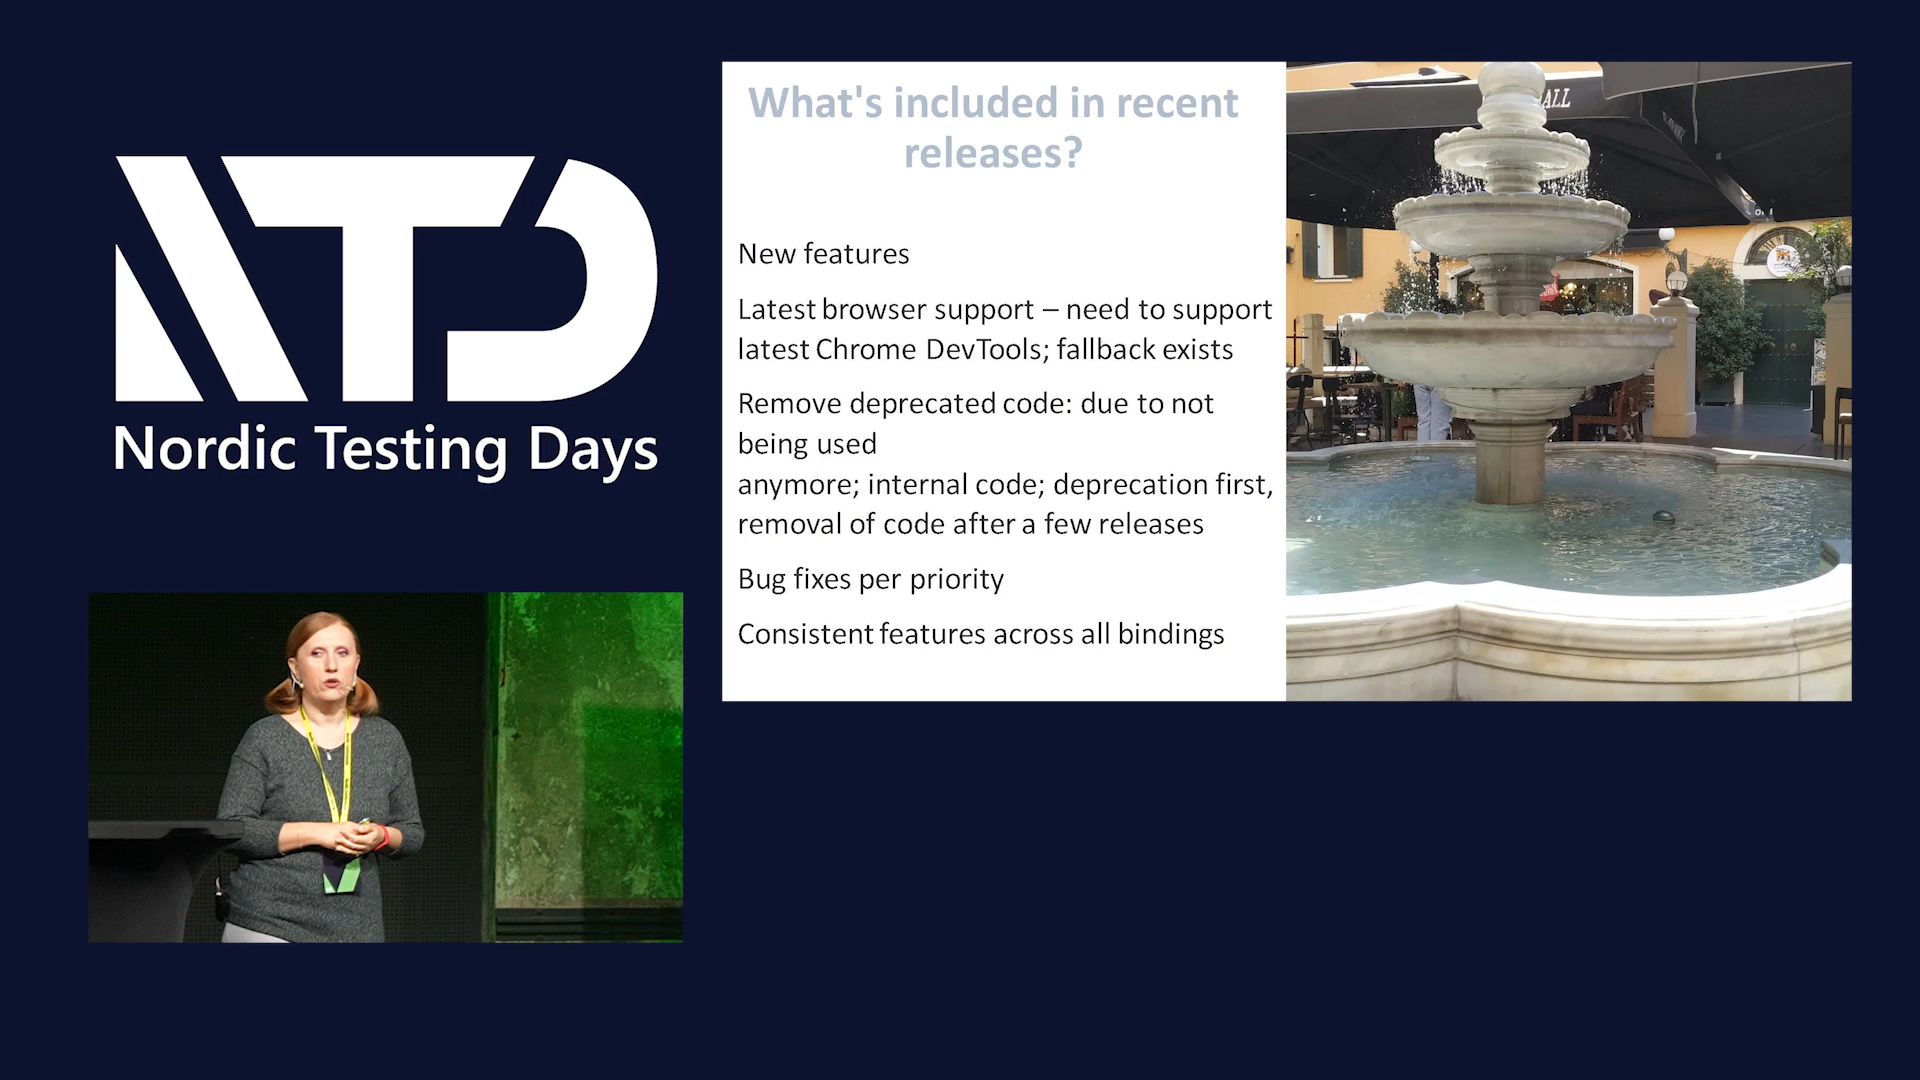 NTD
Nordic Testing Days
What's included in recent
releases?
New features
Latest browser support – need to support
latest Chrome DevTools; fallback exists
Remove deprecated code: due to not
being used
anymore; internal code; deprecation first,
removal of code after a few releases
Bug fixes per priority
Consistent features across all bindings
ALL